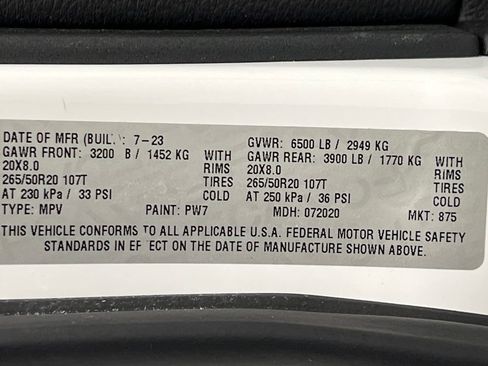 DATE OF MFR (BUIL ) 7-23 GVWR: 6500 LB / 2949 KG
GAWR FRONT: 3200 B / 1452 KG WITH GAWR REAR: 3900 LB / 1770 KG WITH
20X8.0 RIMS 20X8.0 RIMS
265/50R20 107T TIRES 265/50R20 107T TIRES
AT 230 kPa / 33 PSI COLD AT 250 kPa / 36 PSI COLD
TYPE: MPV PAINT: PW7 MDH: 072020 MKT: 875
THIS VEHICLE CONFORMS TO ALL APPLICABLE U.S.A. FEDERAL MOTOR VEHICLE SAFETY
STANDARDS IN EFFECT ON THE DATE OF MANUFACTURE SHOWN ABOVE.